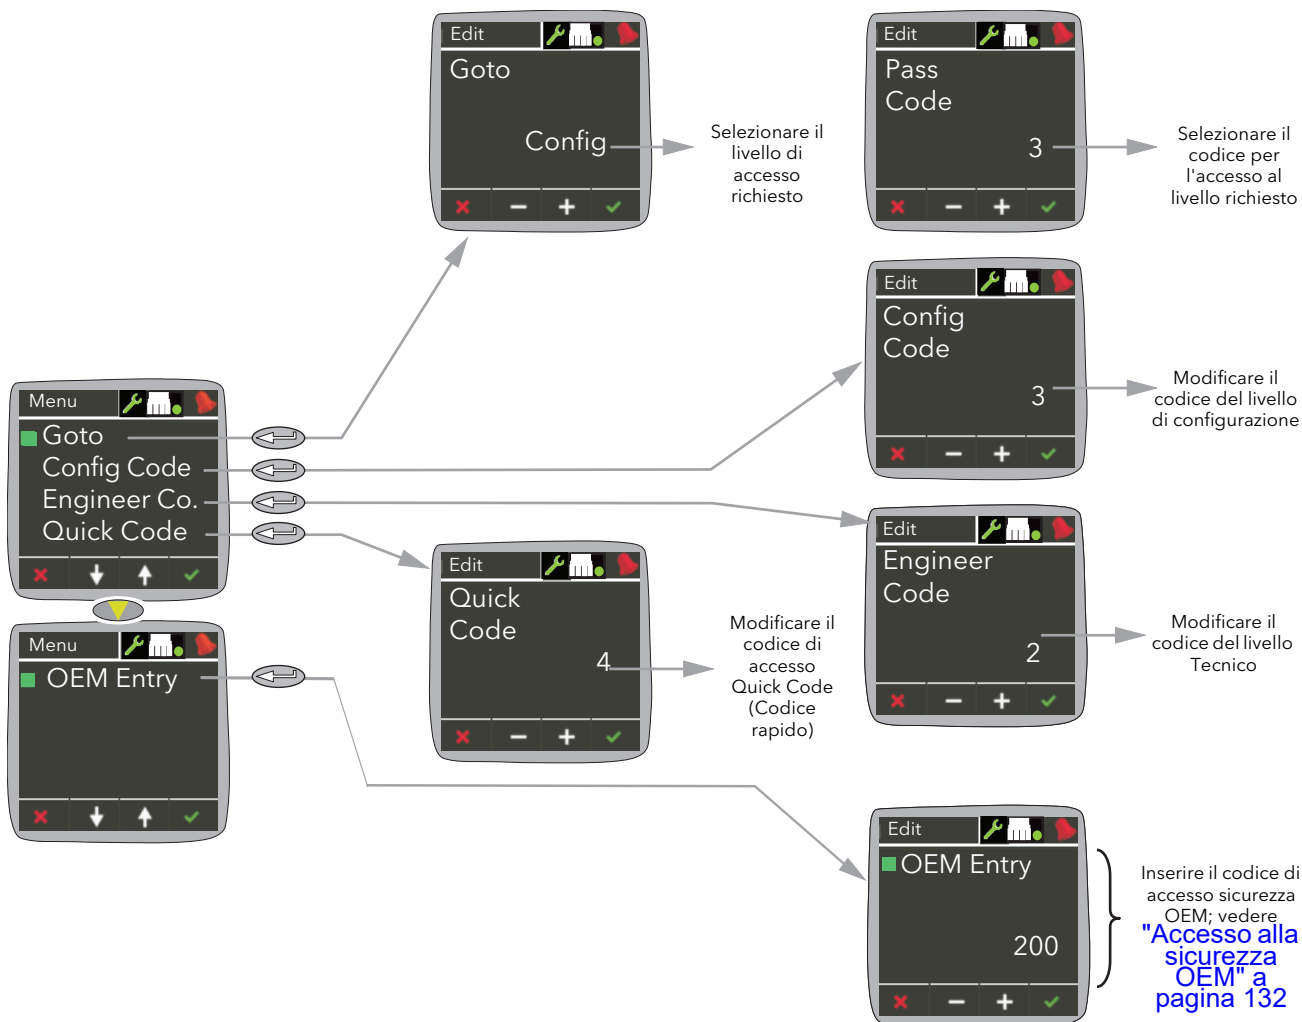 Edit
Goto
Config
Selezionare il
livello di
accesso
richiesto
Edit
Pass
Code
3
Selezionare il
codice per
l'accesso al
livello richiesto
Edit
Config
Code
3
Modificare il
codice del livello
di configurazione
Menu
Goto
Config Code
Engineer Co.
Quick Code
Edit
Engineer
Code
2
Modificare il
codice del livello
Tecnico
Edit
Quick
Code
4
Modificare il
codice di
accesso
Quick Code
(Codice
rapido)
Menu
OEM Entry
Edit
OEM Entry
200
Inserire il codice di
accesso sicurezza
OEM; vedere
"Accesso alla
sicurezza
OEM" a
pagina 132